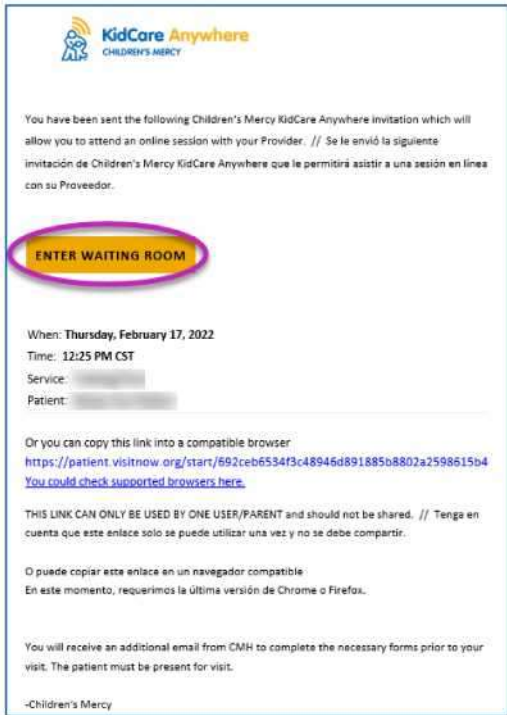 KidCare Anywhere
CHILDREN'S MERCY
You have been sent the following Children's Mercy KidCare Anywhere invitation which will
allow you to attend an online session with your Provider. // Se le envió la siguiente
invitación de Children's Mercy KidCare Anywhere que le permitirá asistir a una sesión en línea
con su Proveedor.
ENTER WAITING ROOM
When: Thursday, February 17, 2022
Time: 12:25 PM CST
Service:
Patient:
Or you can copy this link into a compatible browser
https://patient.visitnow.org/start/692ceb6534f3c48946d891885b8802a2598615b4
You could check supported browsers here.
THIS LINK CAN ONLY BE USED BY ONE USER/PARENT and should not be shared. // Tenga en
cuenta que este enlace solo se puede utilizar una vez y no se debe compartir.
O puede copiar este enlace en un navegador compatible
En este momento, requerimos la última versión de Chrome o Firefox.
You will receive an additional email from CMH to complete the necessary forms prior to your
visit. The patient must be present for visit.
-Children's Mercy